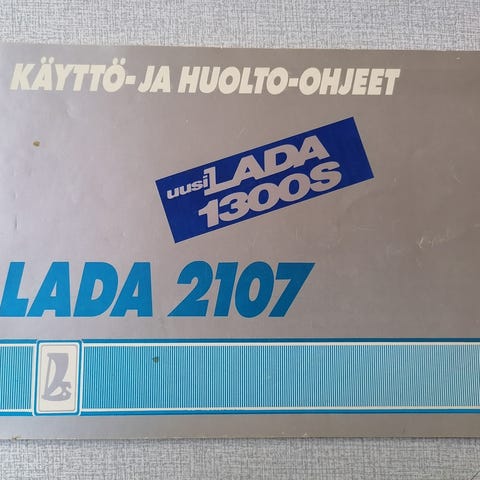 KÄYTTÖ- JA HUOLTO-OHJEET
uusi LADA
1300S
LADA 2107